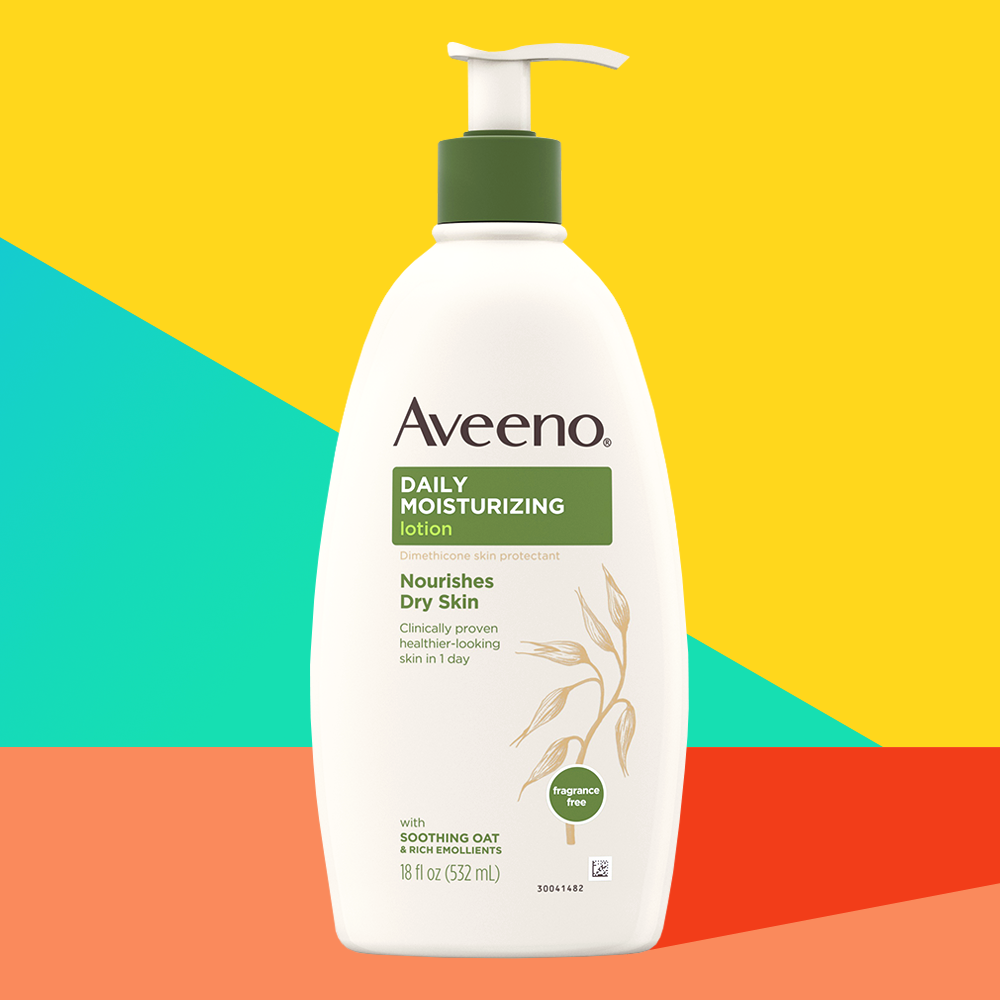 Aveeno®
DAILY
MOISTURIZING
lotion
Dimethicone skin protectant
Nourishes
Dry Skin
Clinically proven
healthier-looking
skin in 1 day
fragrance
free
with
SOOTHING OAT
& RICH EMOLLIENTS
18 fl oz (532 mL)
30041482